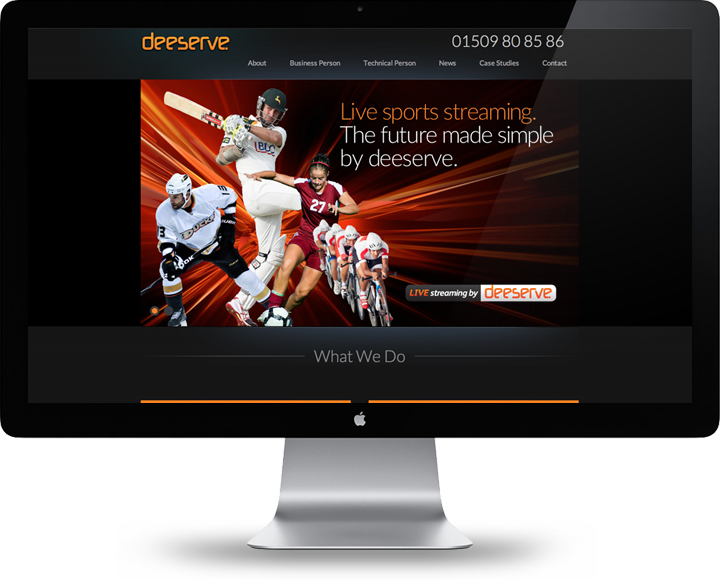 deeserve
01509 80 85 86
About Business Person Technical Person News Case Studies Contact
Live sports streaming.
The future made simple
by deeserve.
27
LIVE streaming by deeserve
What We Do